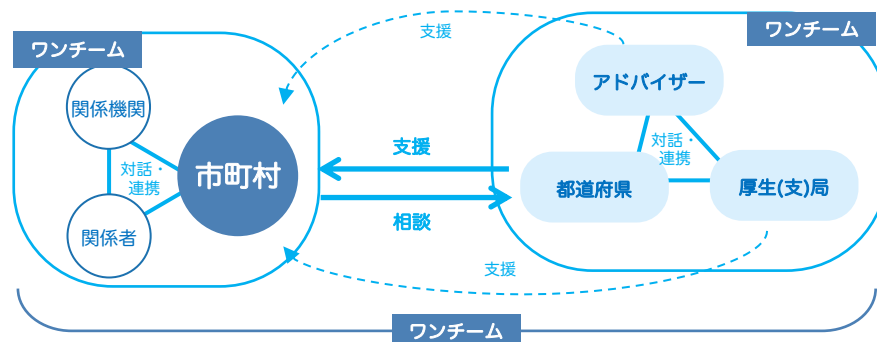 ワンチーム
関係機関
対話・
連携
市町村
関係者
支援
支援
相談
支援
ワンチーム
アドバイザー
対話・
連携
都道府県
厚生(支)局
ワンチーム